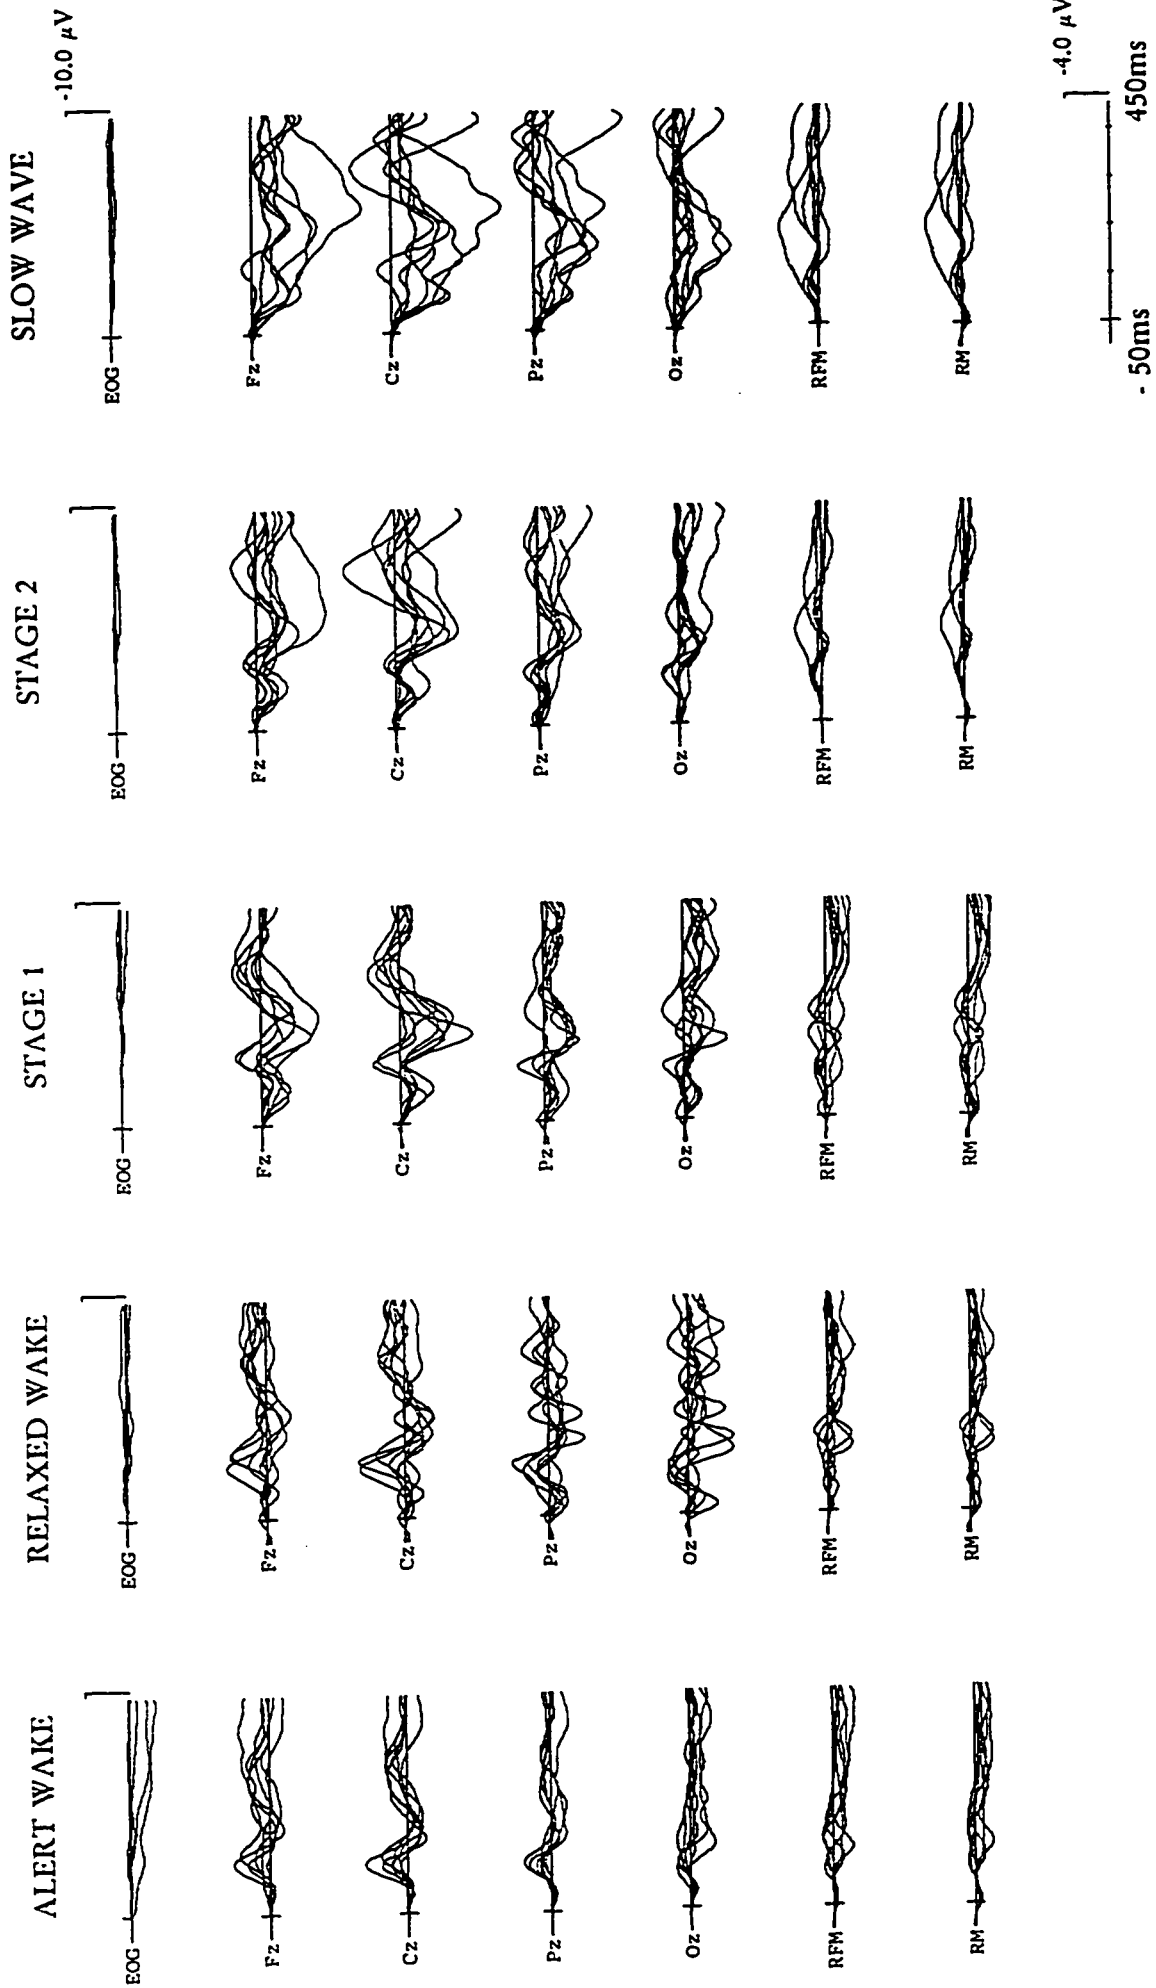 ALERT WAKE
RELAXED WAKE
STAGE 1
STAGE 2
SLOW WAVE
-10.0 μV
EOG
EOG
EOG
EOG
EOG
Fz
Fz
Fz
Fz
Fz
Cz
Cz
Cz
Cz
Cz
Pz
Pz
Pz
Pz
Pz
Oz
Oz
Oz
Oz
Oz
RFM
RFM
RFM
RFM
RFM
RM
RM
RM
RM
RM
-4.0 μV
- 50ms
450ms